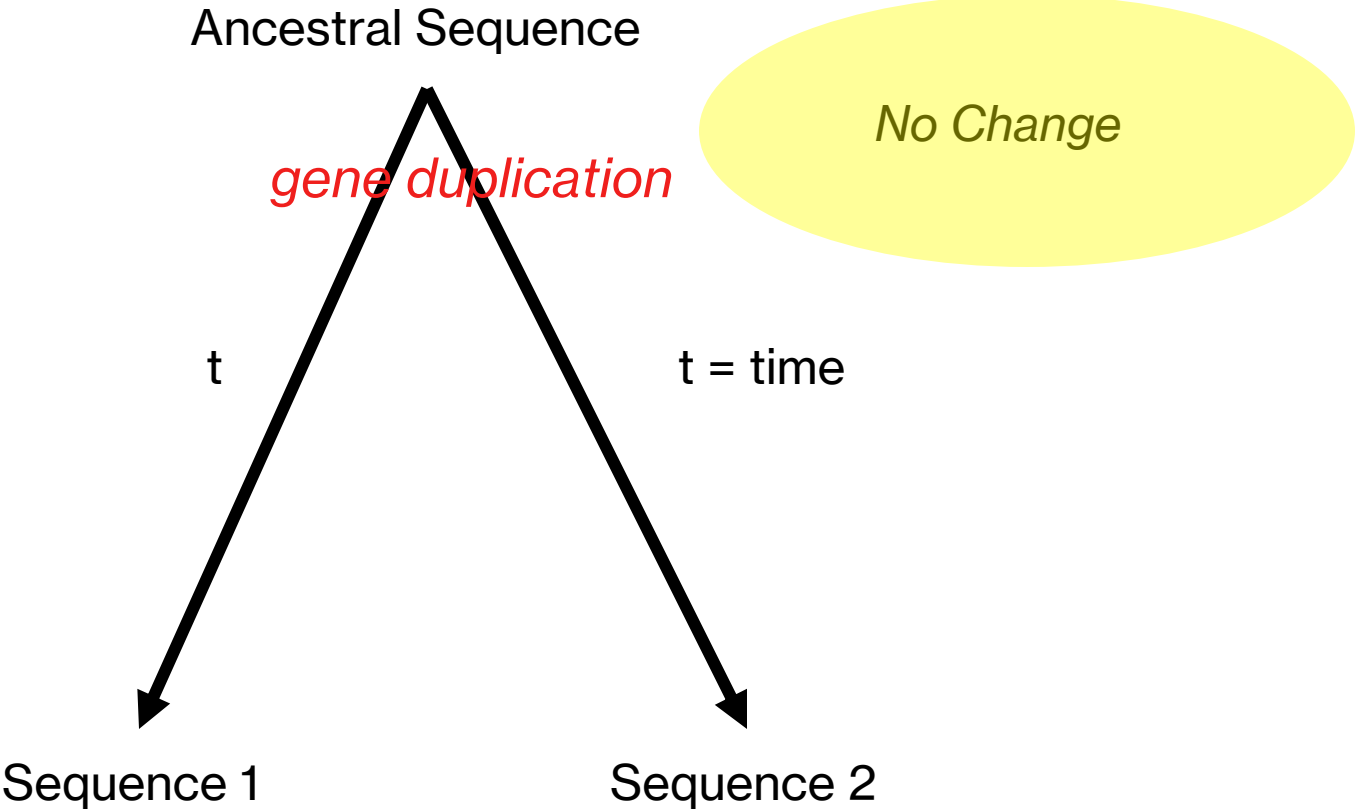 Ancestral Sequence
No Change
gene duplication
t
t = time
Sequence 1
Sequence 2